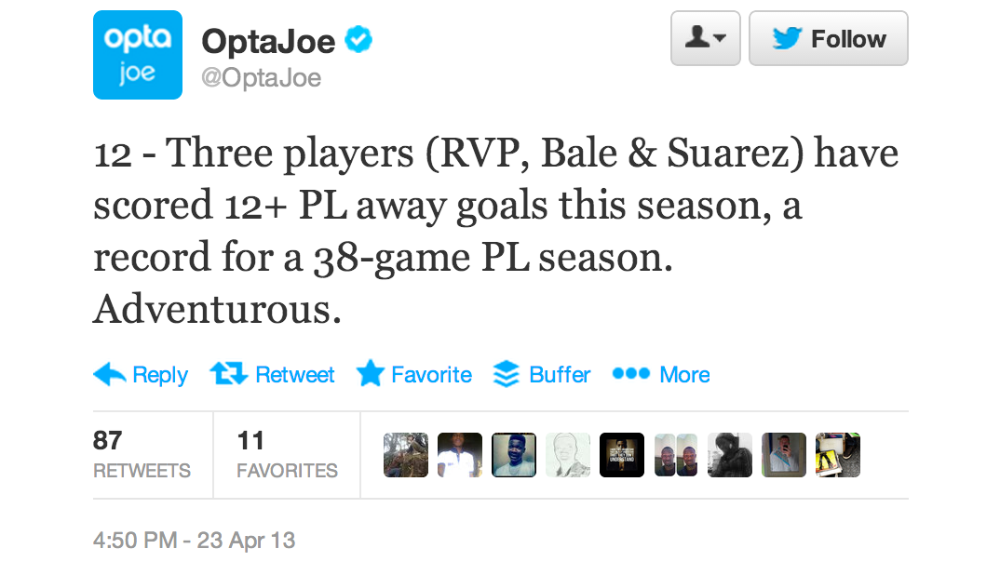 opta
joe
OptaJoe
@OptaJoe
Follow
12 - Three players (RVP, Bale & Suarez) have
scored 12+ PL away goals this season, a
record for a 38-game PL season.
Adventurous.
Reply Retweet Favorite Buffer More
87
RETWEETS
11
FAVORITES
UNDERSTAND
4:50 PM - 23 Apr 13